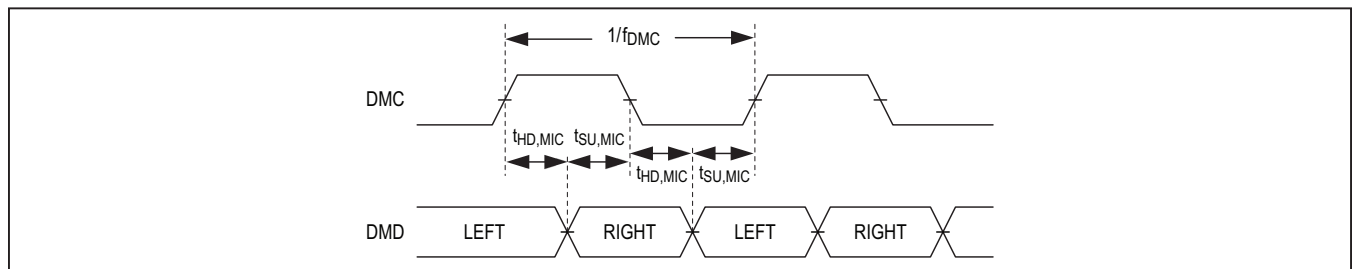 1/fDMC
DMC
tHD,MIC tSU,MIC
tHD,MIC tSU,MIC
DMD LEFT RIGHT LEFT RIGHT